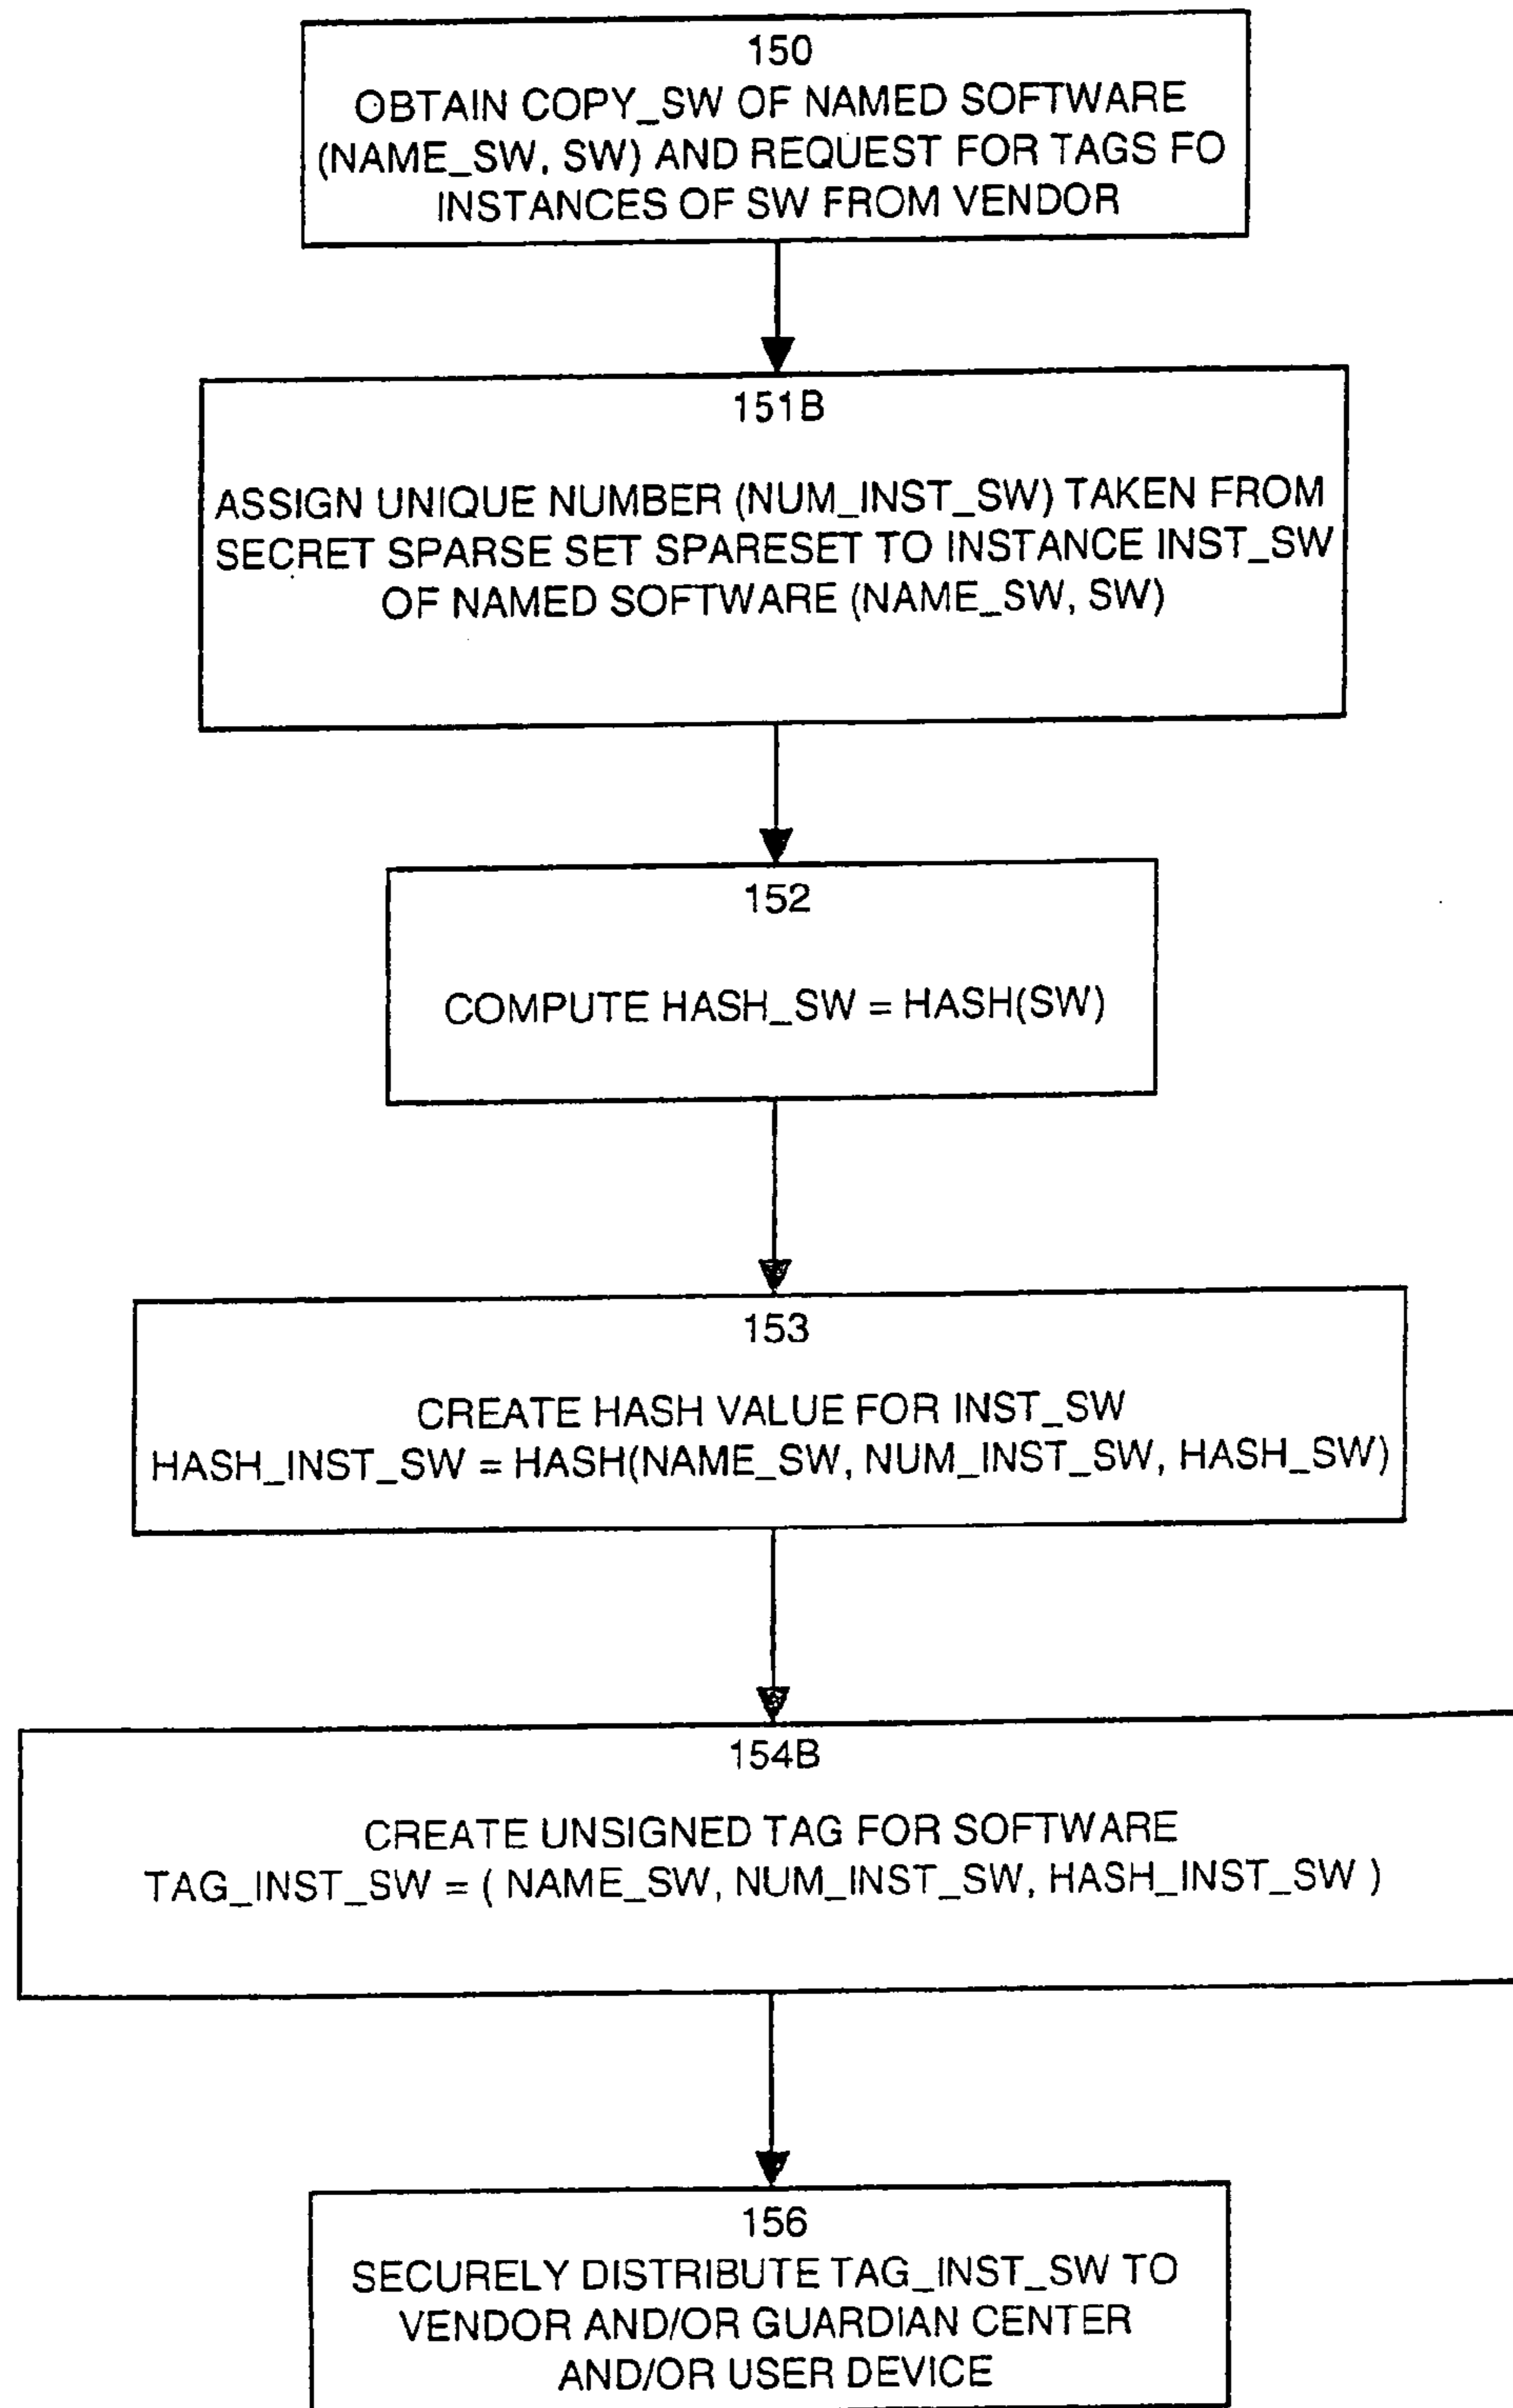 150
OBTAIN COPY_SW OF NAMED SOFTWARE
(NAME_SW, SW) AND REQUEST FOR TAGS FO
INSTANCES OF SW FROM VENDOR
151B
ASSIGN UNIQUE NUMBER (NUM_INST_SW) TAKEN FROM
SECRET SPARSE SET SPARESET TO INSTANCE INST_SW
OF NAMED SOFTWARE (NAME_SW, SW)
152
COMPUTE HASH_SW = HASH(SW)
153
CREATE HASH VALUE FOR INST_SW
HASH_INST_SW = HASH(NAME_SW, NUM_INST_SW, HASH_SW)
154B
CREATE UNSIGNED TAG FOR SOFTWARE
TAG_INST_SW = ( NAME_SW, NUM_INST_SW, HASH_INST_SW )
156
SECURELY DISTRIBUTE TAG_INST_SW TO
VENDOR AND/OR GUARDIAN CENTER
AND/OR USER DEVICE